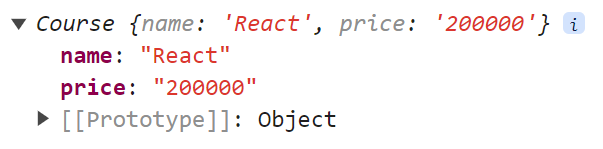 Course {name: 'React', price: '200000'} i
name: "React"
price: "200000"
[[Prototype]]: Object